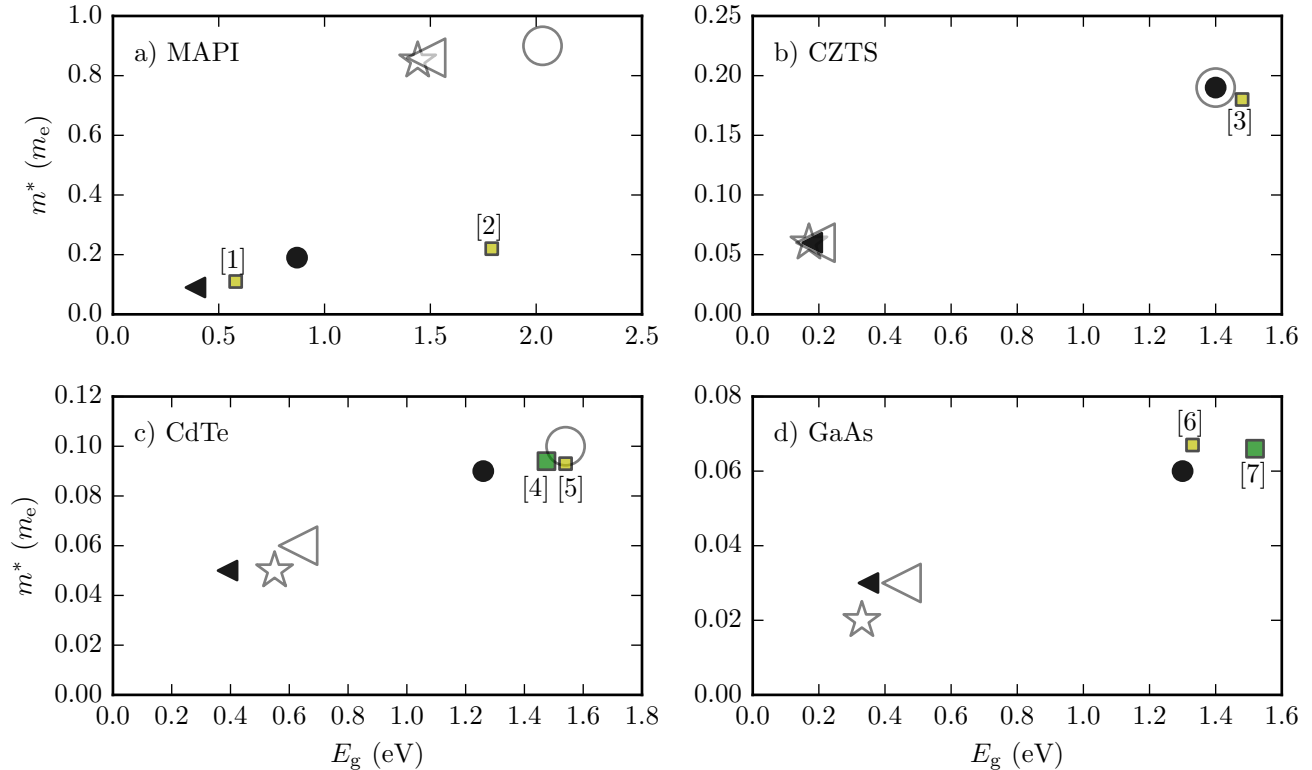 a) MAPI
1.0
0.8
0.6
0.4
0.2
0.0
m* (mₑ)
[1]
[2]
0.0 0.5 1.0 1.5 2.0 2.5
b) CZTS
0.25
0.20
0.15
0.10
0.05
0.00
[3]
0.0 0.2 0.4 0.6 0.8 1.0 1.2 1.4 1.6
c) CdTe
0.12
0.10
0.08
0.06
0.04
0.02
0.00
m* (mₑ)
[4] [5]
0.0 0.2 0.4 0.6 0.8 1.0 1.2 1.4 1.6 1.8
E_g (eV)
d) GaAs
0.08
0.06
0.04
0.02
0.00
[6]
[7]
0.0 0.2 0.4 0.6 0.8 1.0 1.2 1.4 1.6
E_g (eV)